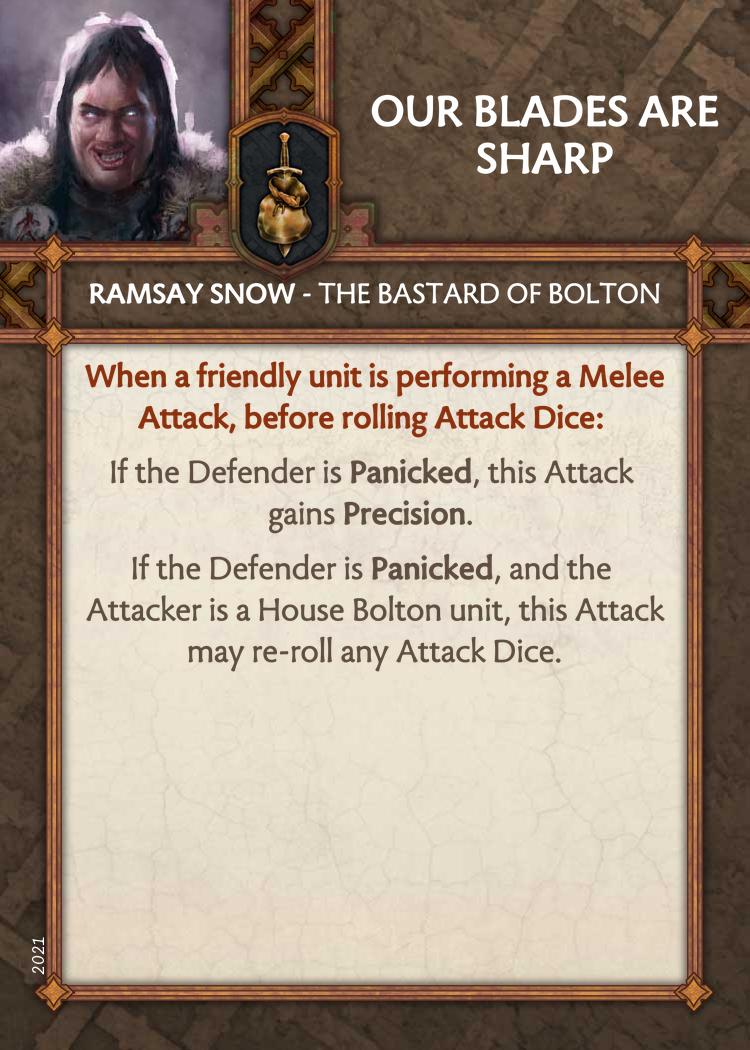 OUR BLADES ARE
SHARP
RAMSAY SNOW - THE BASTARD OF BOLTON
When a friendly unit is performing a Melee
Attack, before rolling Attack Dice:
If the Defender is Panicked, this Attack
gains Precision.
If the Defender is Panicked, and the
Attacker is a House Bolton unit, this Attack
may re-roll any Attack Dice.
2021